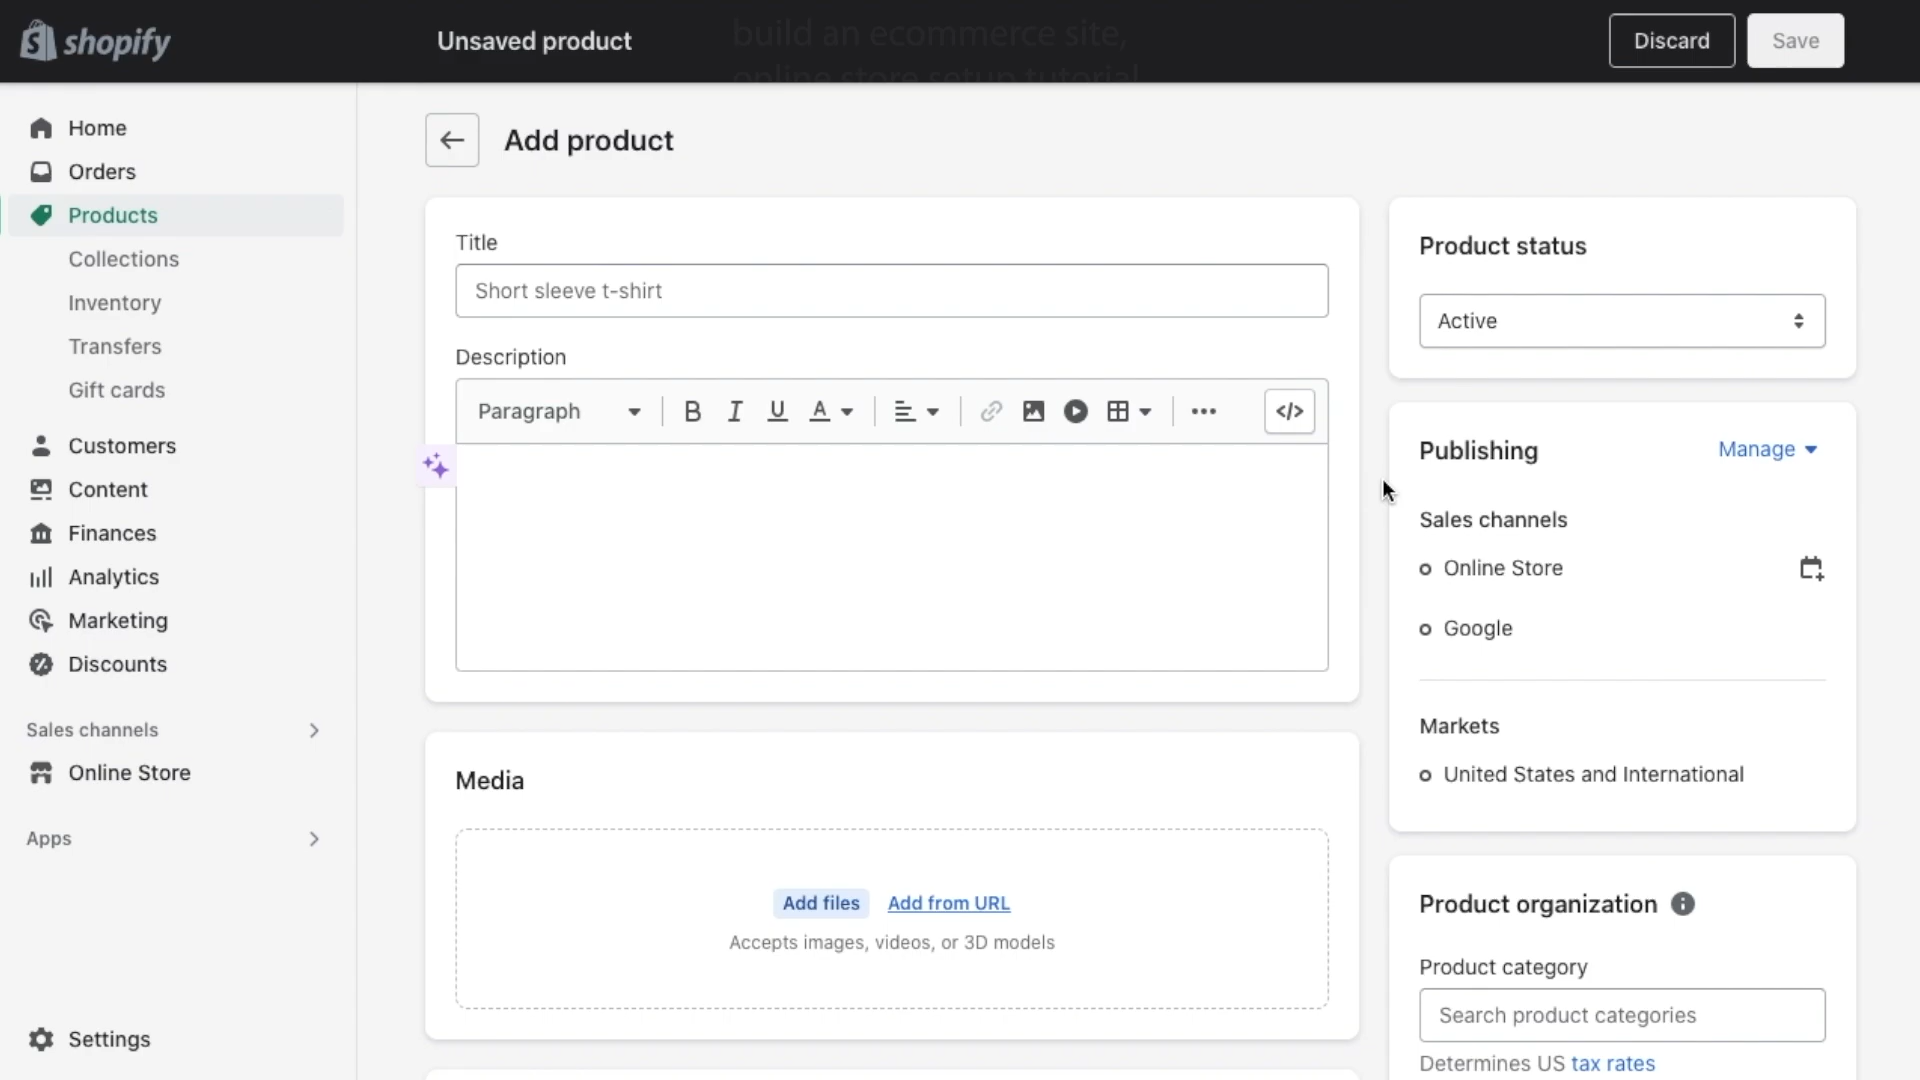 shopify
Unsaved product
build an ecommerce site,
online store setup tutorial
Discard
Save
Home
Orders
Products
Collections
Inventory
Transfers
Gift cards
Customers
Content
Finances
Analytics
Marketing
Discounts
Sales channels
Online Store
Apps
Settings
Add product
Title
Short sleeve t-shirt
Description
Paragraph
B I U A
</>
Media
Add files Add from URL
Accepts images, videos, or 3D models
Product status
Active
Publishing
Manage
Sales channels
Online Store
Google
Markets
United States and International
Product organization
Product category
Search product categories
Determines US tax rates